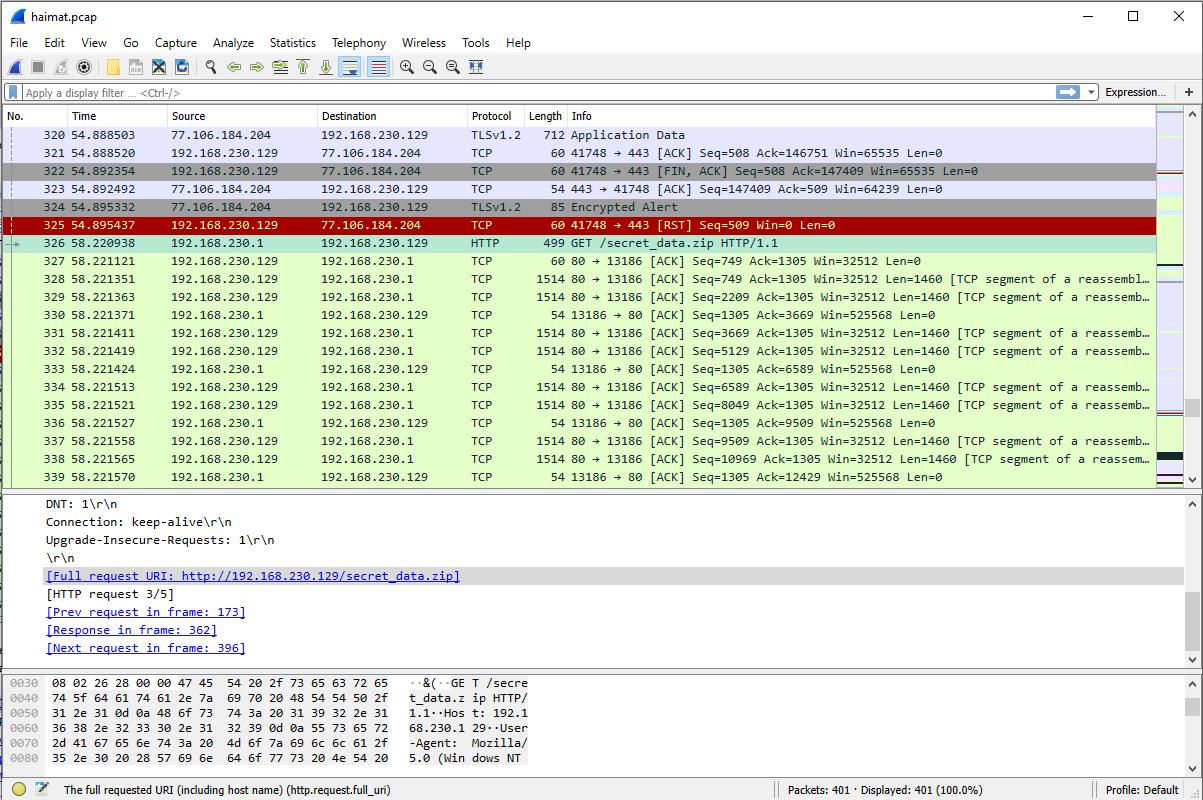 haimat.pcap
File Edit View Go Capture Analyze Statistics Telephony Wireless Tools Help
Apply a display filter ... <Ctrl-/> Expression... +
No. Time Source Destination Protocol Length Info
320 54.888503 77.106.184.204 192.168.230.129 TLSv1.2 712 Application Data
321 54.888520 192.168.230.129 77.106.184.204 TCP 60 41748 → 443 [ACK] Seq=508 Ack=146751 Win=65535 Len=0
322 54.892354 192.168.230.129 77.106.184.204 TCP 60 41748 → 443 [FIN, ACK] Seq=508 Ack=147409 Win=65535 Len=0
323 54.892492 77.106.184.204 192.168.230.129 TCP 54 443 → 41748 [ACK] Seq=147409 Ack=509 Win=64239 Len=0
324 54.895332 77.106.184.204 192.168.230.129 TLSv1.2 85 Encrypted Alert
325 54.895437 192.168.230.129 77.106.184.204 TCP 60 41748 → 443 [RST] Seq=509 Win=0 Len=0
326 58.220938 192.168.230.1 192.168.230.129 HTTP 499 GET /secret_data.zip HTTP/1.1
327 58.221121 192.168.230.129 192.168.230.1 TCP 60 80 → 13186 [ACK] Seq=749 Ack=1305 Win=32512 Len=0
328 58.221351 192.168.230.129 192.168.230.1 TCP 1514 80 → 13186 [ACK] Seq=749 Ack=1305 Win=32512 Len=1460 [TCP segment of a reassembl…
329 58.221363 192.168.230.129 192.168.230.1 TCP 1514 80 → 13186 [ACK] Seq=2209 Ack=1305 Win=32512 Len=1460 [TCP segment of a reassemb…
330 58.221371 192.168.230.1 192.168.230.129 TCP 54 13186 → 80 [ACK] Seq=1305 Ack=3669 Win=525568 Len=0
331 58.221411 192.168.230.129 192.168.230.1 TCP 1514 80 → 13186 [ACK] Seq=3669 Ack=1305 Win=32512 Len=1460 [TCP segment of a reassemb…
332 58.221419 192.168.230.129 192.168.230.1 TCP 1514 80 → 13186 [ACK] Seq=5129 Ack=1305 Win=32512 Len=1460 [TCP segment of a reassemb…
333 58.221424 192.168.230.1 192.168.230.129 TCP 54 13186 → 80 [ACK] Seq=1305 Ack=6589 Win=525568 Len=0
334 58.221513 192.168.230.129 192.168.230.1 TCP 1514 80 → 13186 [ACK] Seq=6589 Ack=1305 Win=32512 Len=1460 [TCP segment of a reassemb…
335 58.221521 192.168.230.129 192.168.230.1 TCP 1514 80 → 13186 [ACK] Seq=8049 Ack=1305 Win=32512 Len=1460 [TCP segment of a reassemb…
336 58.221527 192.168.230.1 192.168.230.129 TCP 54 13186 → 80 [ACK] Seq=1305 Ack=9509 Win=525568 Len=0
337 58.221558 192.168.230.129 192.168.230.1 TCP 1514 80 → 13186 [ACK] Seq=9509 Ack=1305 Win=32512 Len=1460 [TCP segment of a reassemb…
338 58.221565 192.168.230.129 192.168.230.1 TCP 1514 80 → 13186 [ACK] Seq=10969 Ack=1305 Win=32512 Len=1460 [TCP segment of a reassem…
339 58.221570 192.168.230.1 192.168.230.129 TCP 54 13186 → 80 [ACK] Seq=1305 Ack=12429 Win=525568 Len=0
DNT: 1\r\n
Connection: keep-alive\r\n
Upgrade-Insecure-Requests: 1\r\n
\r\n
[Full request URI: http://192.168.230.129/secret_data.zip]
[HTTP request 3/5]
[Prev request in frame: 173]
[Response in frame: 362]
[Next request in frame: 396]
0030 08 02 26 28 00 00 47 45 54 20 2f 73 65 63 72 65 ··&(··GE T /secre
0040 74 5f 64 61 74 61 2e 7a 69 70 20 48 54 54 50 2f t_data.z ip HTTP/
0050 31 2e 31 0d 0a 48 6f 73 74 3a 20 31 39 32 2e 31 1.1··Hos t: 192.1
0060 36 38 2e 32 33 30 2e 31 32 39 0d 0a 55 73 65 72 68.230.1 29··User
0070 2d 41 67 65 6e 74 3a 20 4d 6f 7a 69 6c 6c 61 2f -Agent: Mozilla/
0080 35 2e 30 20 28 57 69 6e 64 6f 77 73 20 4e 54 20 5.0 (Win dows NT
The full requested URI (including host name) (http.request.full_uri) Packets: 401 · Displayed: 401 (100.0%) Profile: Default